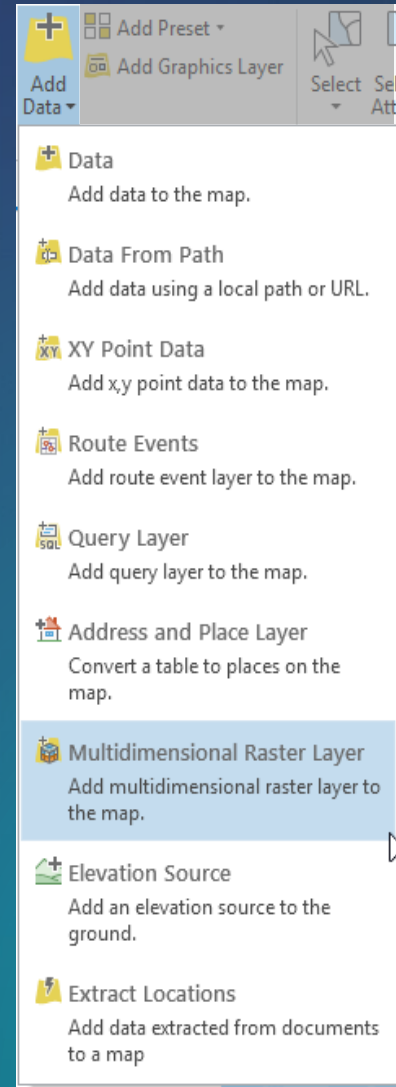 Add Preset
Add Graphics Layer
Add
Data
Select
Data
Add data to the map.
Data From Path
Add data using a local path or URL.
XY
XY Point Data
Add x,y point data to the map.
Route Events
Add route event layer to the map.
SQL
Query Layer
Add query layer to the map.
Address and Place Layer
Convert a table to places on the
map.
Multidimensional Raster Layer
Add multidimensional raster layer to
the map.
Elevation Source
Add an elevation source to the
ground.
Extract Locations
Add data extracted from documents
to a map